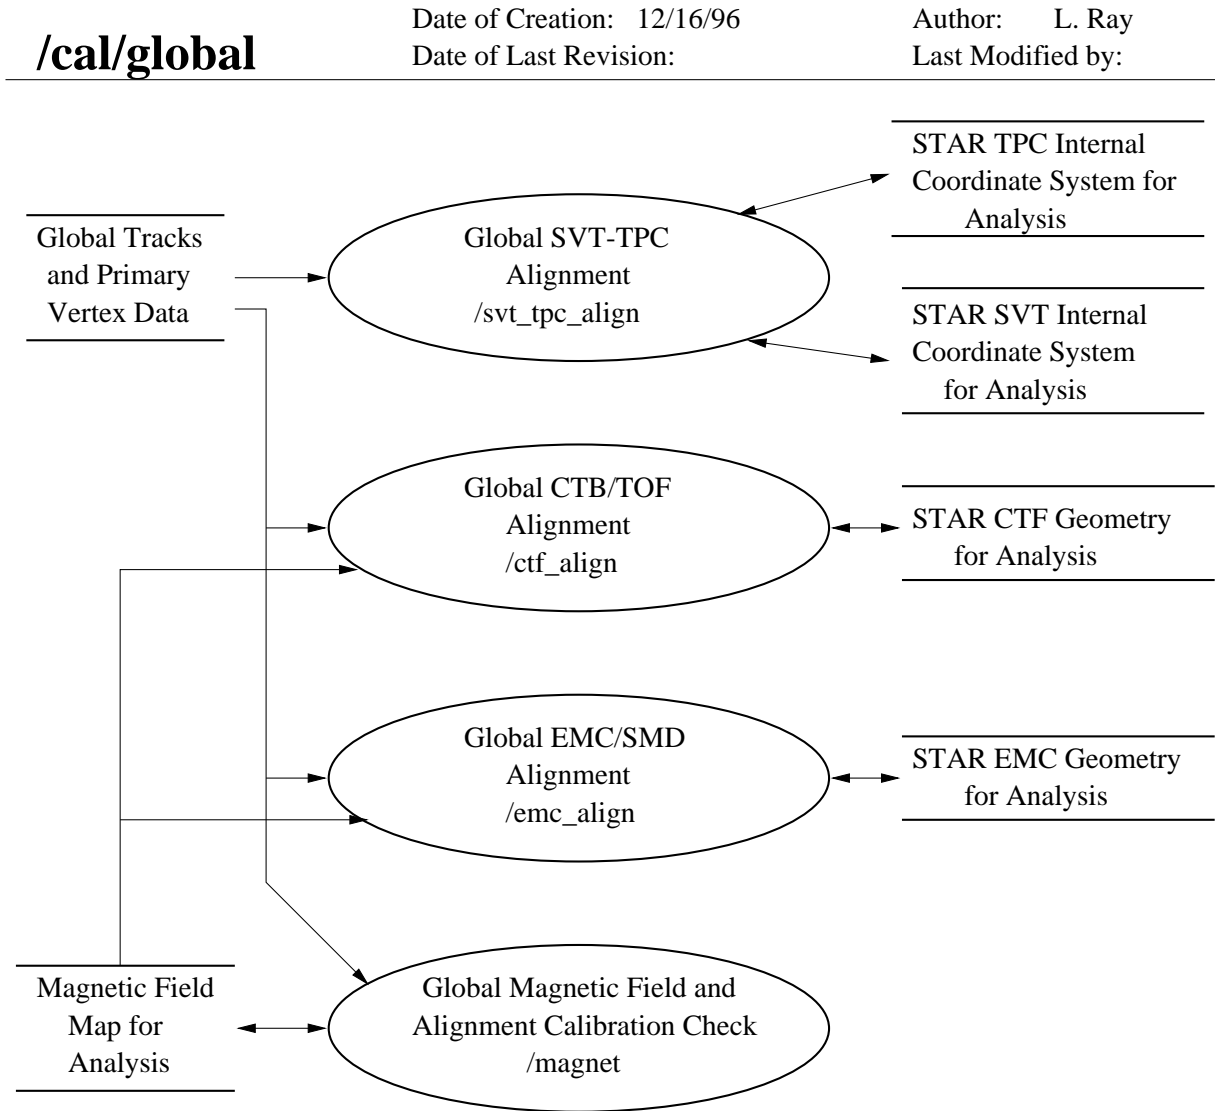 /cal/global
Date of Creation: 12/16/96
Author: L. Ray
Date of Last Revision:
Last Modified by:
STAR TPC Internal
Coordinate System for
Analysis
Global Tracks
and Primary
Vertex Data
Global SVT-TPC
Alignment
/svt_tpc_align
STAR SVT Internal
Coordinate System
for Analysis
Global CTB/TOF
Alignment
/ctf_align
STAR CTF Geometry
for Analysis
Global EMC/SMD
Alignment
/emc_align
STAR EMC Geometry
for Analysis
Magnetic Field
Map for
Analysis
Global Magnetic Field and
Alignment Calibration Check
/magnet